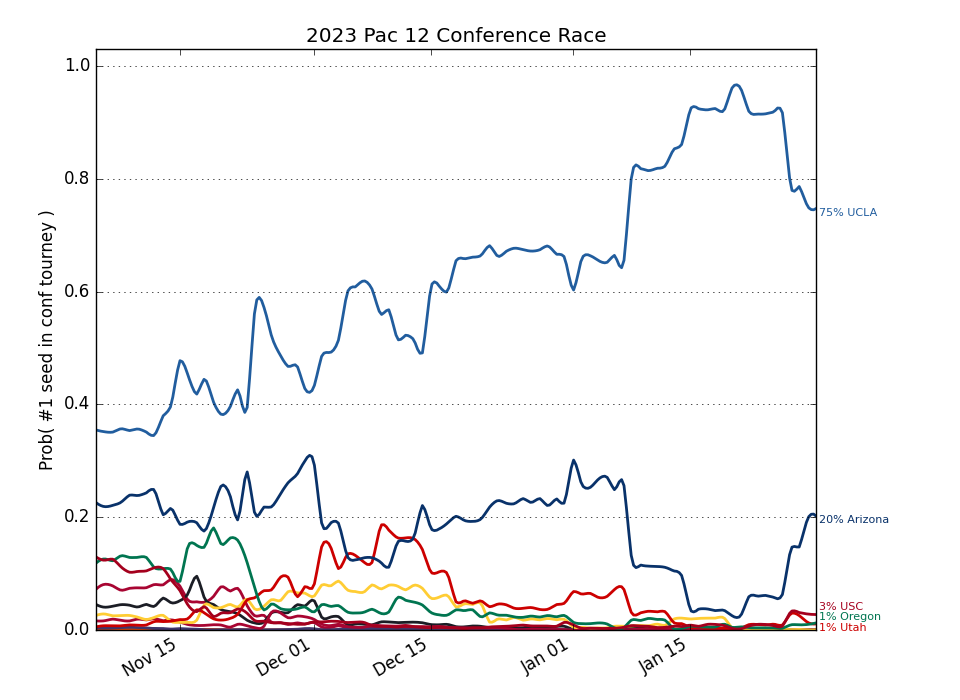 2023 Pac 12 Conference Race
Prob( #1 seed in conf tourney )
1.0
0.8
0.6
0.4
0.2
0.0
Nov 15
Dec 01
Dec 15
Jan 01
Jan 15
75% UCLA
20% Arizona
3% USC
1% Oregon
1% Utah